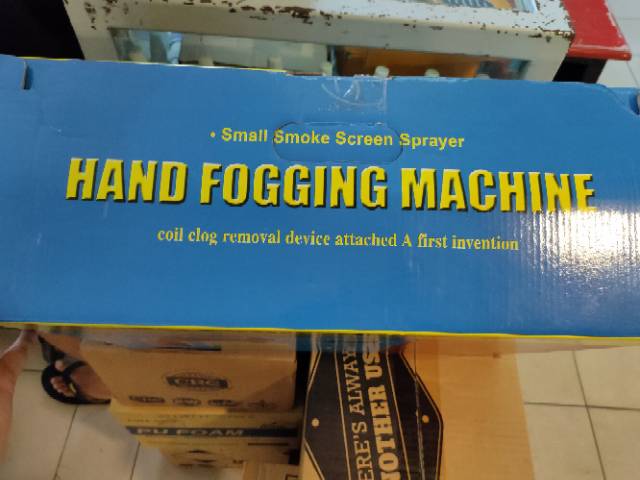 • Small Smoke Screen Sprayer
HAND FOGGING MACHINE
coil clog removal device attached A first invention
CRC
PU FOAM
ERE'S ALWAY
NOTHER US